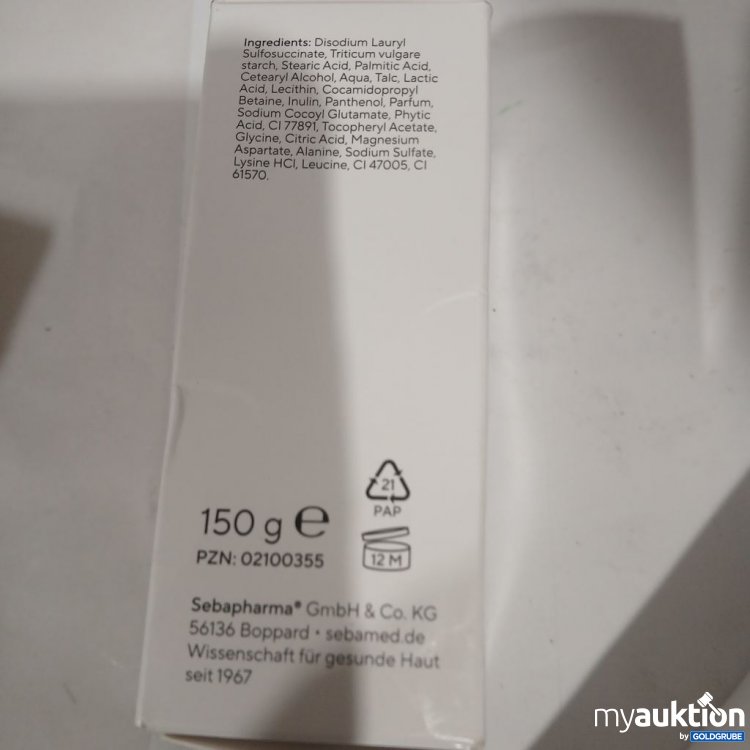 Ingredients: Disodium Lauryl
Sulfosuccinate, Triticum vulgare
starch, Stearic Acid, Palmitic Acid,
Cetearyl Alcohol, Aqua, Talc, Lactic
Acid, Lecithin, Cocamidopropyl
Betaine, Inulin, Panthenol, Parfum,
Sodium Cocoyl Glutamate, Phytic
Acid, CI 77891, Tocopheryl Acetate,
Glycine, Citric Acid, Magnesium
Aspartate, Alanine, Sodium Sulfate,
Lysine HCl, Leucine, CI 47005, CI
61570.
21
PAP
150 g e
PZN: 02100355
12 M
Sebapharma® GmbH & Co. KG
56136 Boppard • sebamed.de
Wissenschaft für gesunde Haut
seit 1967
myauktion
by GOLDGRUBE